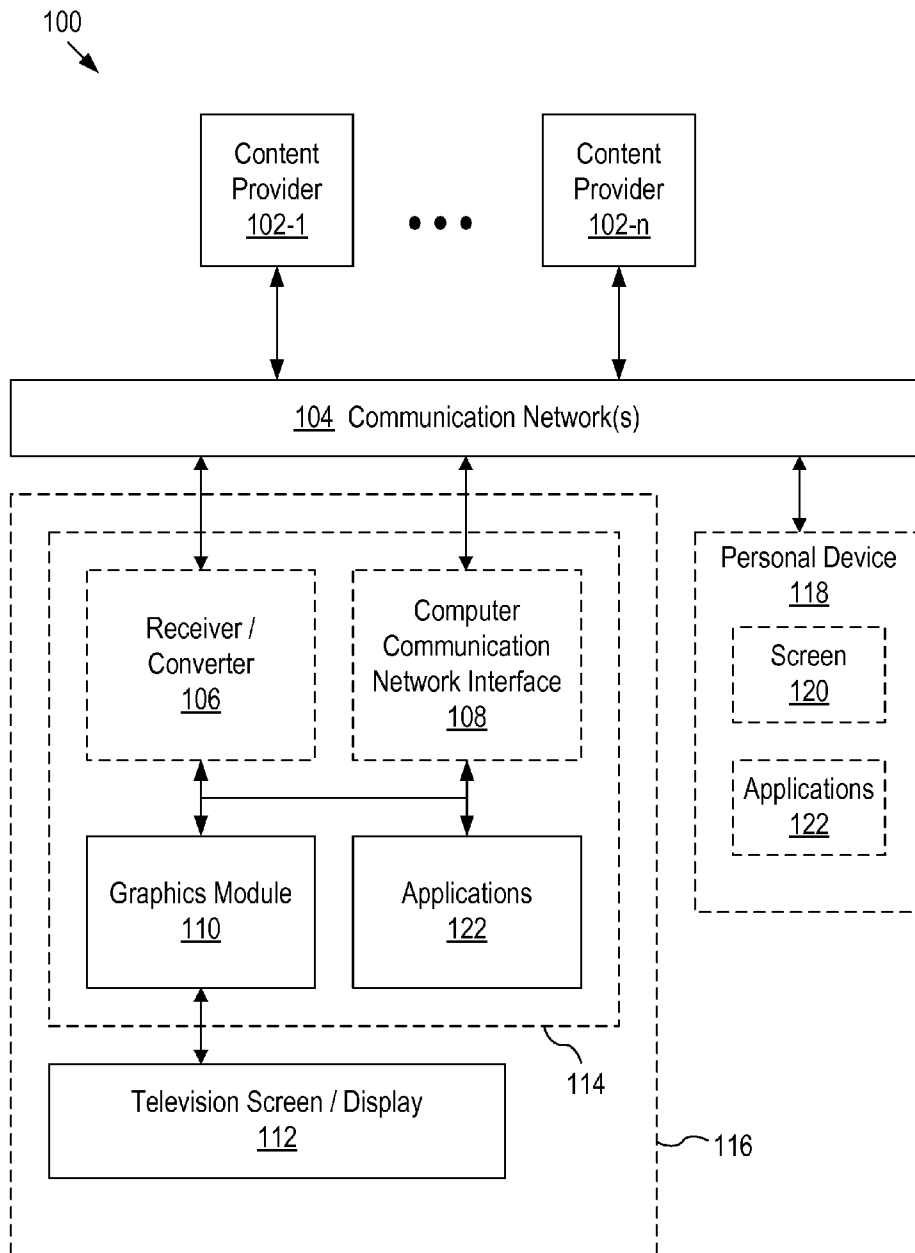 100
Content
Provider
102-1
Content
Provider
102-n
104 Communication Network(s)
Receiver /
Converter
106
Computer
Communication
Network Interface
108
Personal Device
118
Screen
120
Applications
122
Graphics Module
110
Applications
122
114
Television Screen / Display
112
116